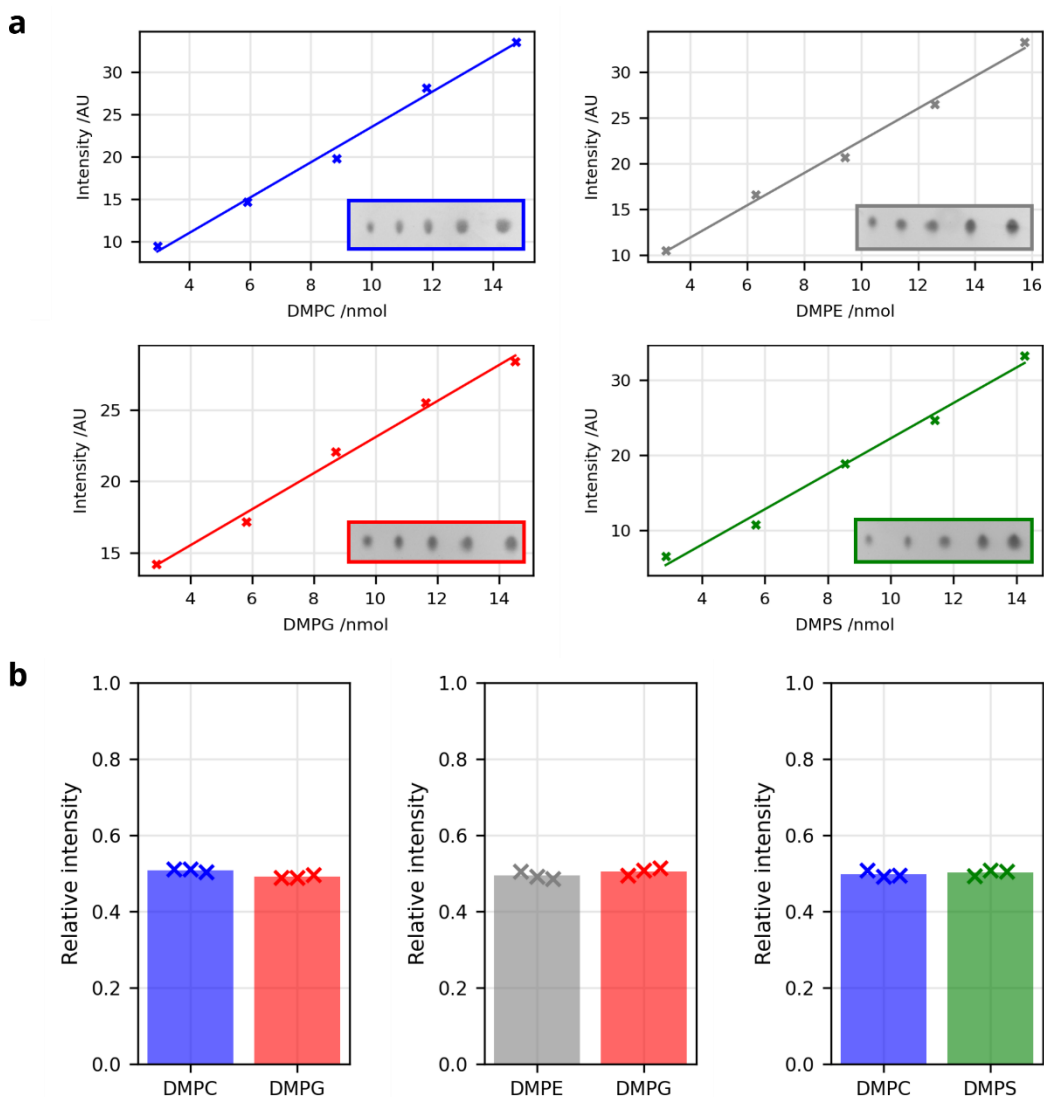 a
30
25
20
15
10
Intensity /AU
4 6 8 10 12 14
DMPC /nmol
30
25
20
15
10
Intensity /AU
4 6 8 10 12 14 16
DMPE /nmol
25
20
15
Intensity /AU
4 6 8 10 12 14
DMPG /nmol
30
20
10
Intensity /AU
4 6 8 10 12 14
DMPS /nmol
b
1.0
0.8
0.6
0.4
0.2
0.0
Relative intensity
DMPC DMPG
1.0
0.8
0.6
0.4
0.2
0.0
Relative intensity
DMPE DMPG
1.0
0.8
0.6
0.4
0.2
0.0
Relative intensity
DMPC DMPS